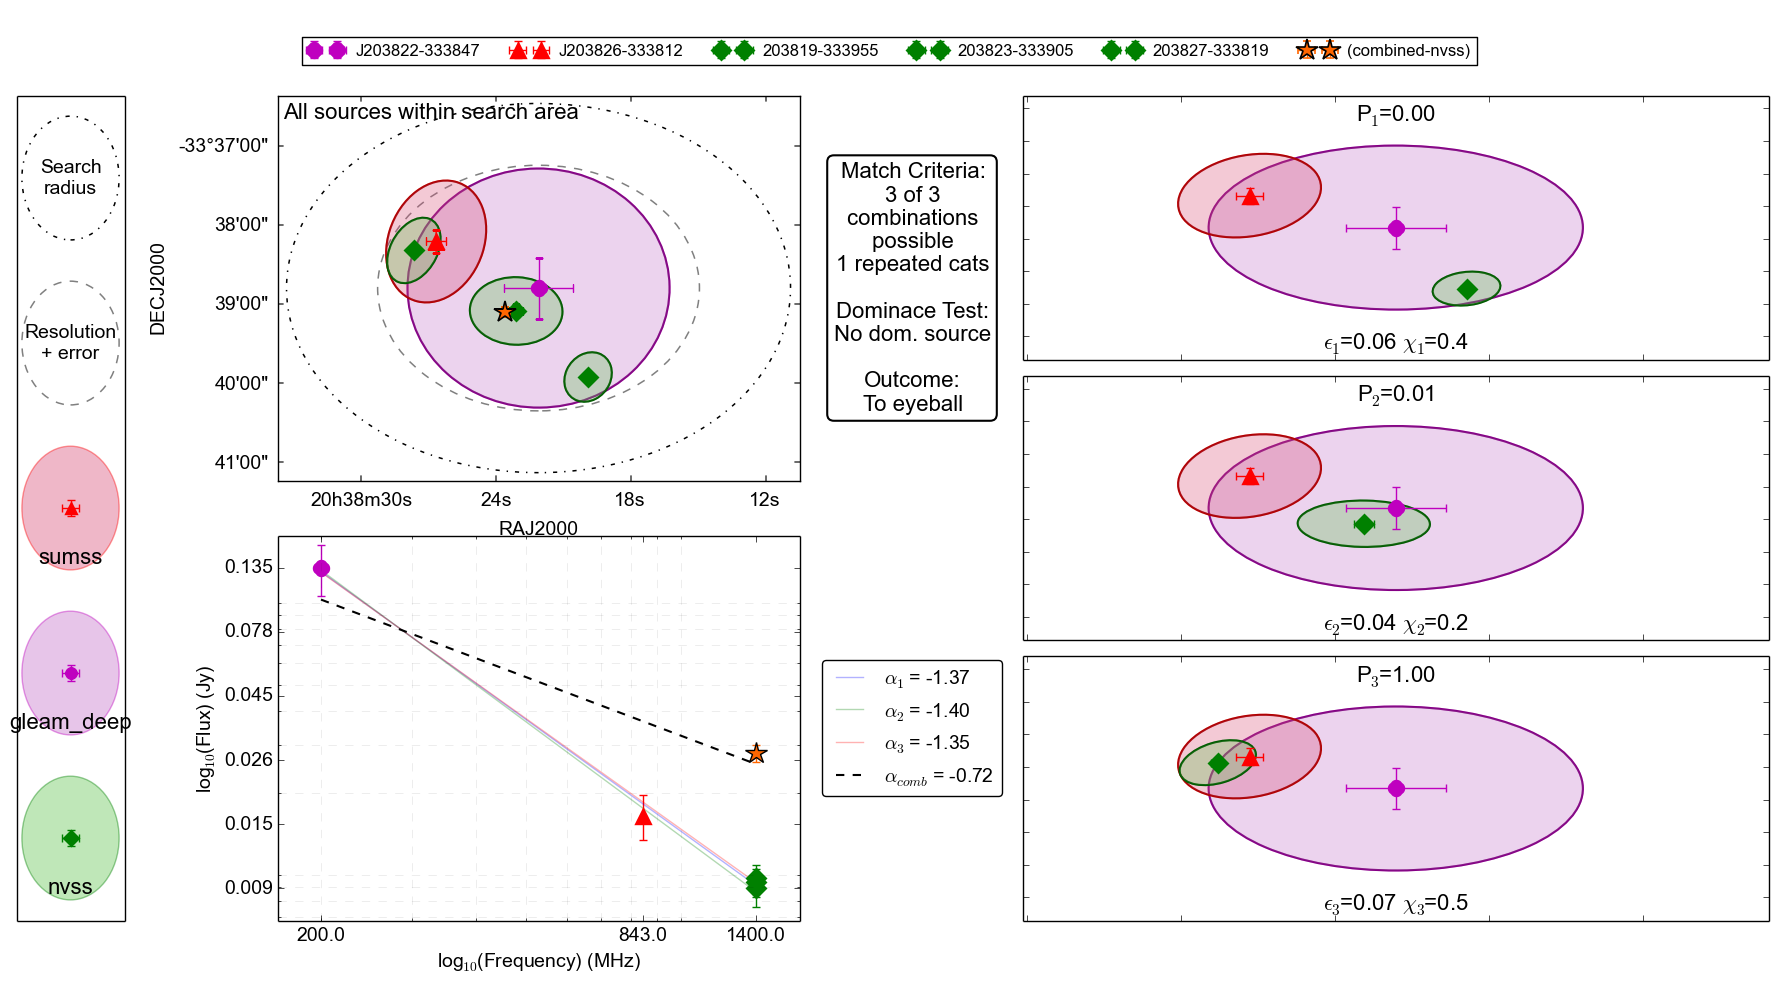 J203822-333847 J203826-333812 203819-333955 203823-333905 203827-333819 (combined-nvss)
Search
radius
Resolution
+ error
sumss
gleam_deep
nvss
All sources within search area
DECJ2000
-33°37'00"
38'00"
39'00"
40'00"
41'00"
20h38m30s 24s 18s 12s
RAJ2000
Match Criteria:
3 of 3
combinations
possible
1 repeated cats
Dominace Test:
No dom. source
Outcome:
To eyeball
log₁₀(Flux) (Jy)
0.135
0.078
0.045
0.026
0.015
0.009
200.0 843.0 1400.0
log₁₀(Frequency) (MHz)
α₁ = -1.37
α₂ = -1.40
α₃ = -1.35
α_comb = -0.72
P₁=0.00
ϵ₁=0.06 χ₁=0.4
P₂=0.01
ϵ₂=0.04 χ₂=0.2
P₃=1.00
ϵ₃=0.07 χ₃=0.5